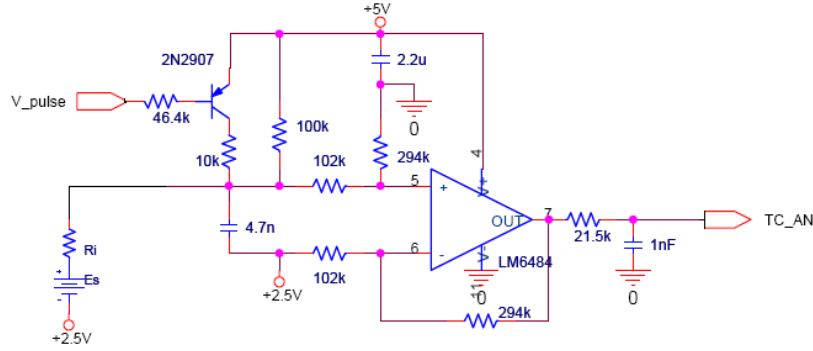 +5V
2N2907
2.2u
V_pulse
46.4k
0
100k
10k
102k
294k
4
5
+
V+
OUT
7
TC_AN
21.5k
1nF
4.7n
6
-
V-
LM6484
11
0
0
102k
+2.5V
294k
Ri
+
Es
-
+2.5V